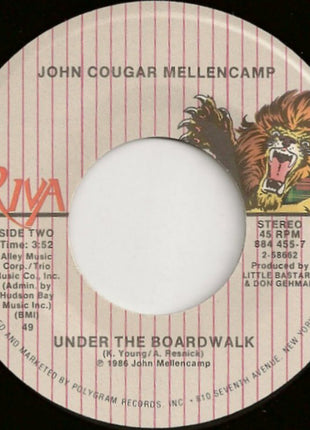 JOHN COUGAR MELLENCAMP
RIVA
SIDE TWO
Time: 3:52
Alley Music
Corp./Trio
Music Co., Inc.
(Admin. by
Hudson Bay
Music Inc.)
(BMI)
49
STEREO
45 RPM
884 455-7
2-58662
Produced by
LITTLE BASTARD
& DON GEHMAN
UNDER THE BOARDWALK
(K. Young/A. Resnick)
℗ 1986 John Mellencamp
AND MARKETED BY POLYGRAM RECORDS, INC. • 810 SEVENTH AVENUE, NEW